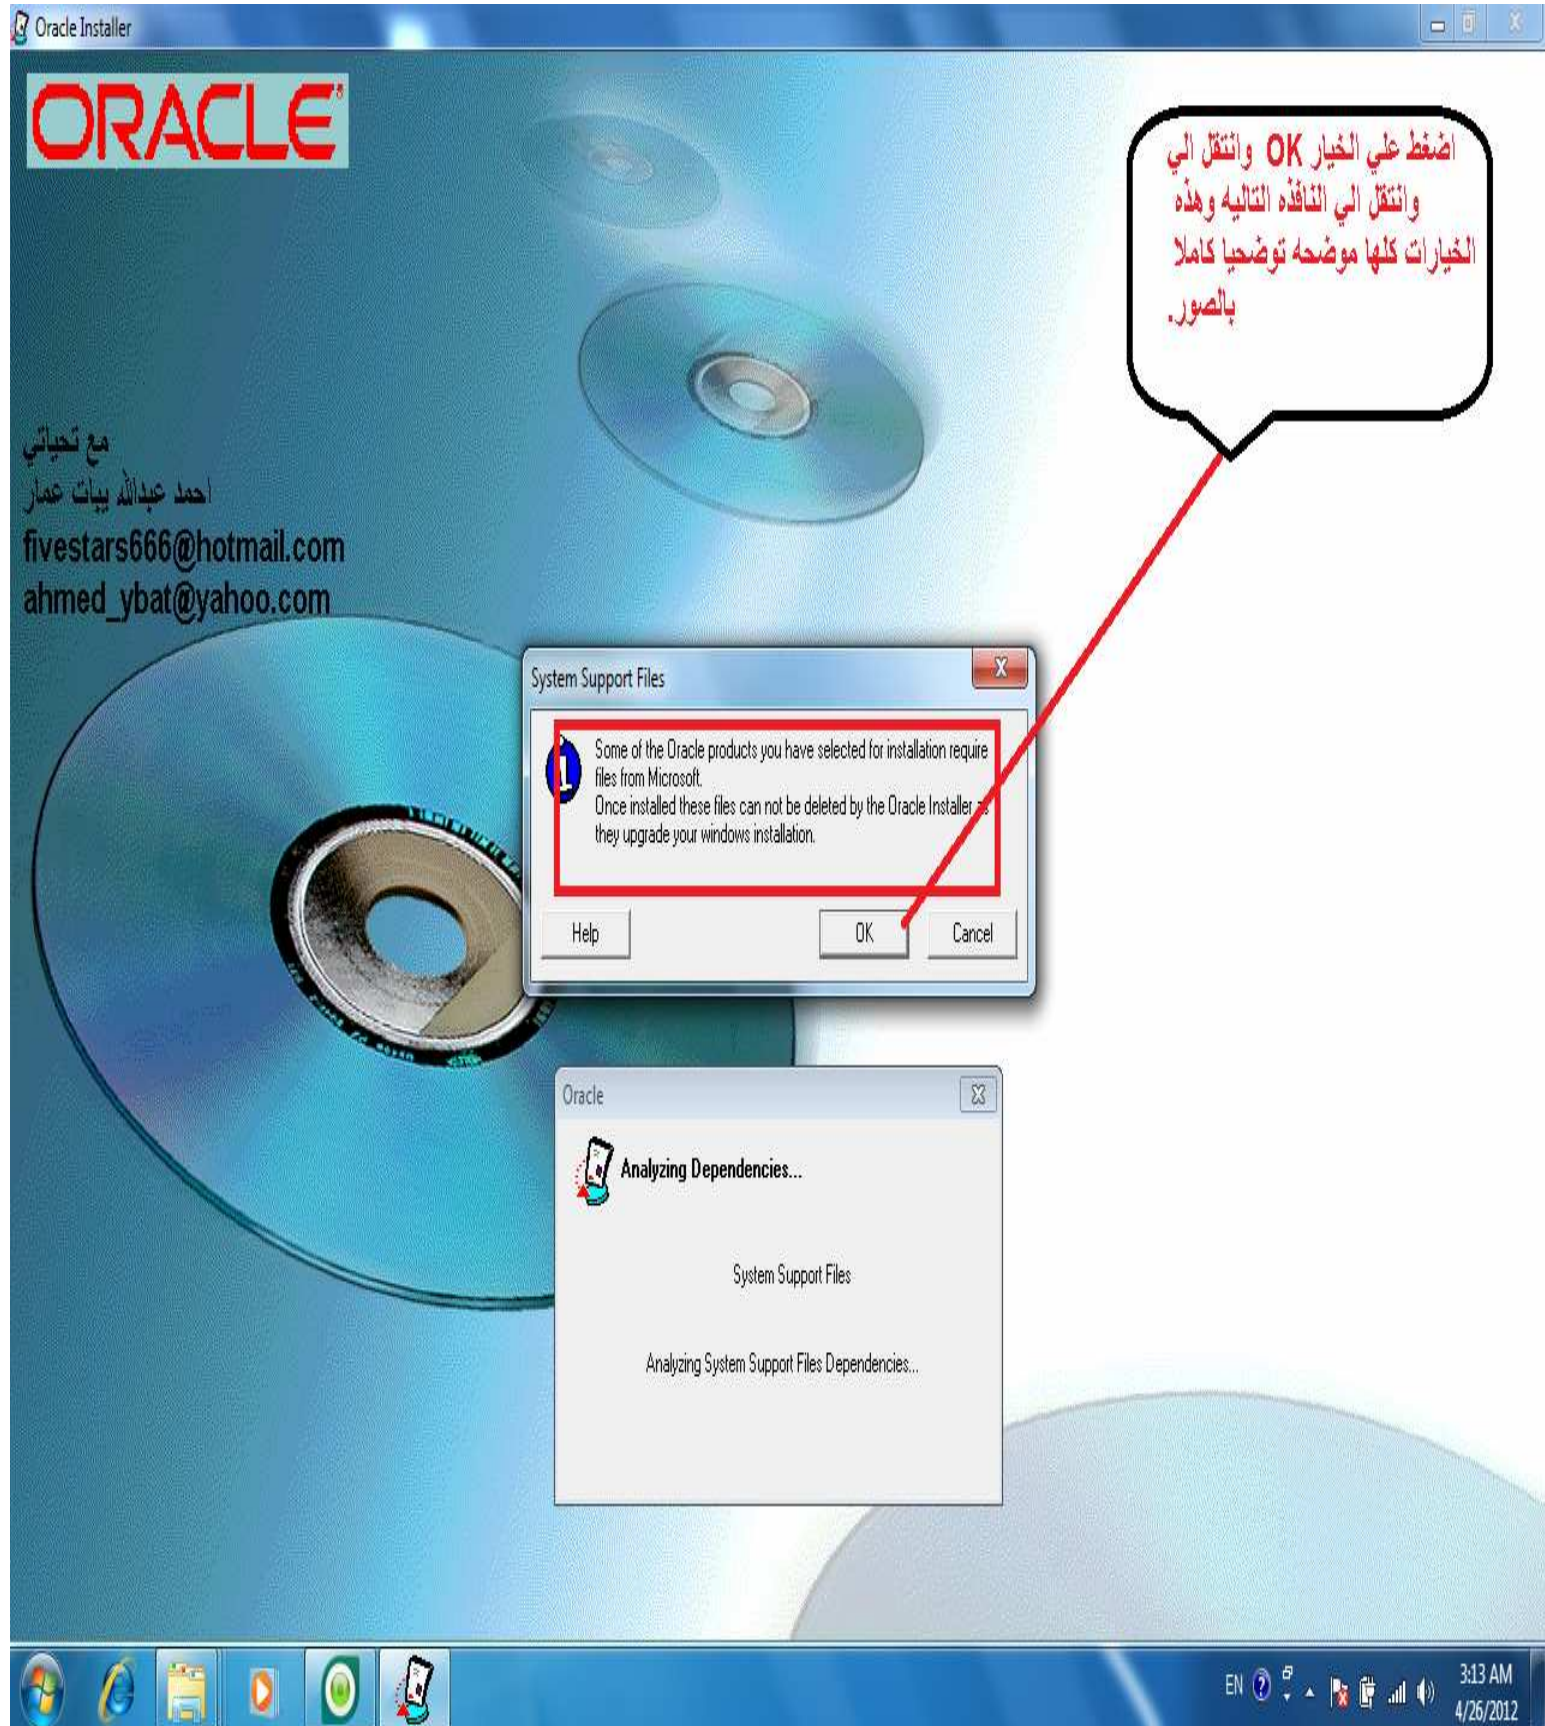 Oracle Installer
ORACLE
اضغط علي الخيار OK وانتقل الي
وانتقل الي النافذه التاليه وهذه
الخيارات كلها موضحه توضحيا كاملا
بالصور.
مع تحياتي
احمد عبدالله يبات عمار
fivestars666@hotmail.com
ahmed_ybat@yahoo.com
System Support Files
Some of the Oracle products you have selected for installation require
files from Microsoft.
Once installed these files can not be deleted by the Oracle Installer as
they upgrade your windows installation.
Help
OK
Cancel
Oracle
Analyzing Dependencies...
System Support Files
Analyzing System Support Files Dependencies...
EN
3:13 AM
4/26/2012